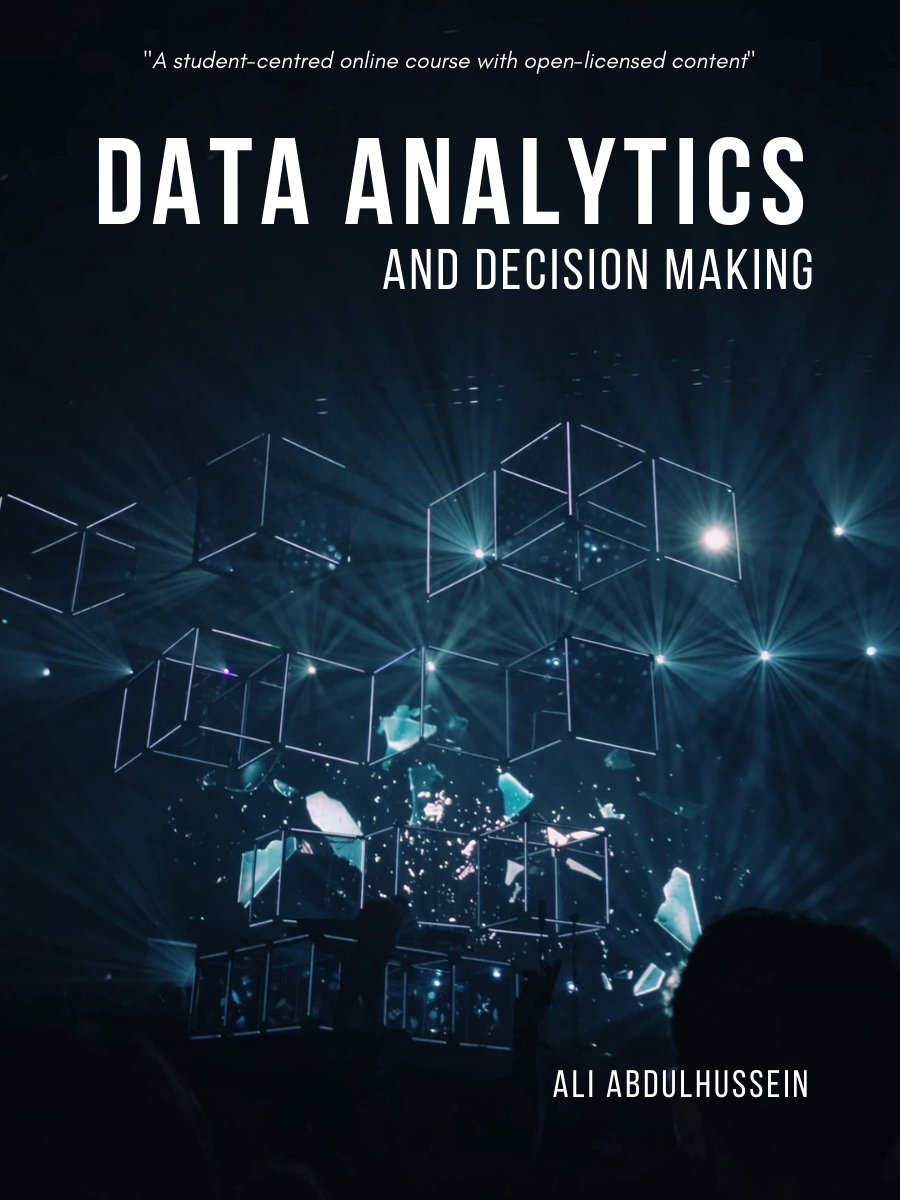 "A student-centred online course with open-licensed content"
DATA ANALYTICS
AND DECISION MAKING
ALI ABDULHUSSEIN